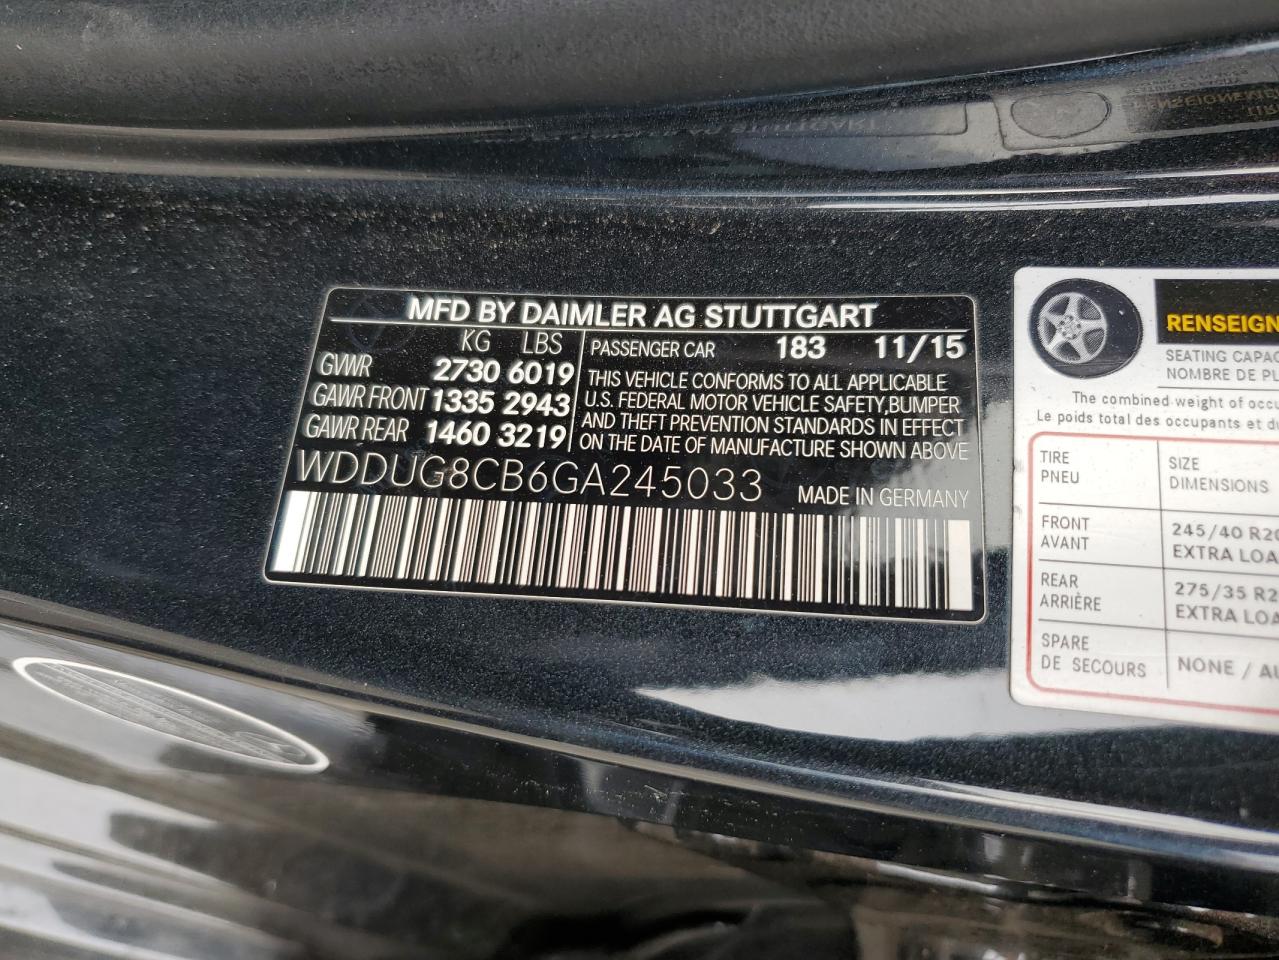 MFD BY DAIMLER AG STUTTGART
KG LBS
GVWR 2730 6019
GAWR FRONT 1335 2943
GAWR REAR 1460 3219
PASSENGER CAR 183 11/15
THIS VEHICLE CONFORMS TO ALL APPLICABLE
U.S. FEDERAL MOTOR VEHICLE SAFETY,BUMPER
AND THEFT PREVENTION STANDARDS IN EFFECT
ON THE DATE OF MANUFACTURE SHOWN ABOVE
WDDUG8CB6GA245033 MADE IN GERMANY
RENSEIGN
SEATING CAPAC
NOMBRE DE PL
The combined weight of occu
Le poids total des occupants et du
TIRE
PNEU
SIZE
DIMENSIONS
FRONT
AVANT
245/40 R20
EXTRA LOA
REAR
ARRIÈRE
275/35 R2
EXTRA LOA
SPARE
DE SECOURS
NONE / AU